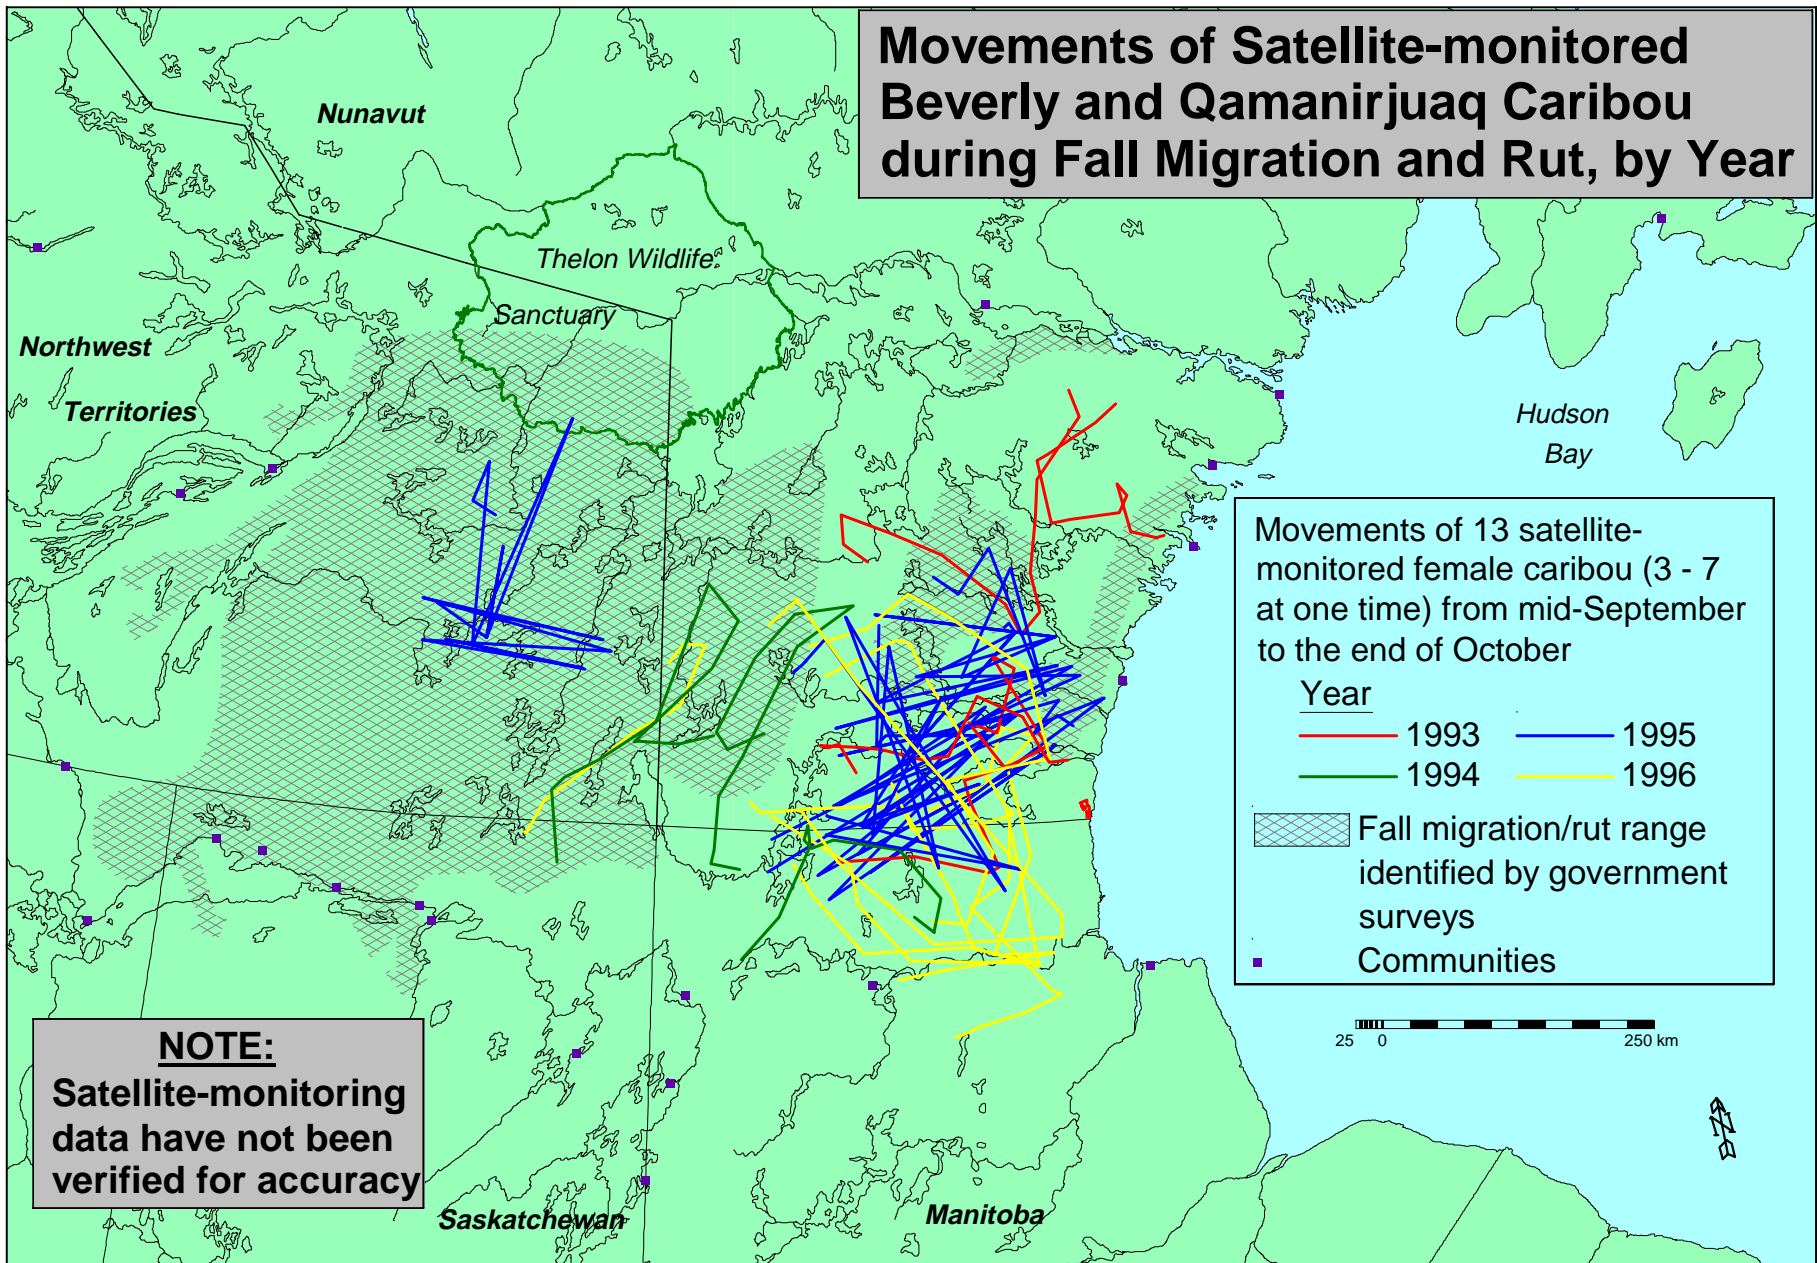 Movements of Satellite-monitored
Beverly and Qamanirjuaq Caribou
during Fall Migration and Rut, by Year
Nunavut
Thelon Wildlife
Sanctuary
Northwest
Territories
Hudson
Bay
Movements of 13 satellite-
monitored female caribou (3 - 7
at one time) from mid-September
to the end of October
Year
1993 1995
1994 1996
Fall migration/rut range
identified by government
surveys
Communities
25 0 250 km
N
NOTE:
Satellite-monitoring
data have not been
verified for accuracy
Saskatchewan
Manitoba